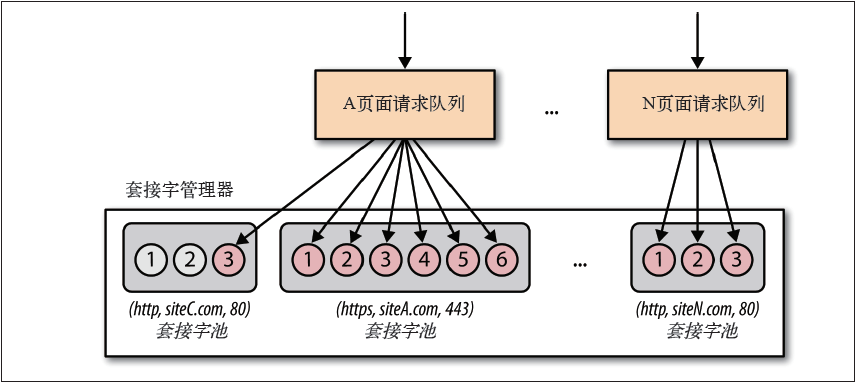 A页面请求队列
...
N页面请求队列
套接字管理器
1 2 3
1 2 3 4 5 6
...
1 2 3
(http, siteC.com, 80)
套接字池
(https, siteA.com, 443)
套接字池
(http, siteN.com, 80)
套接字池